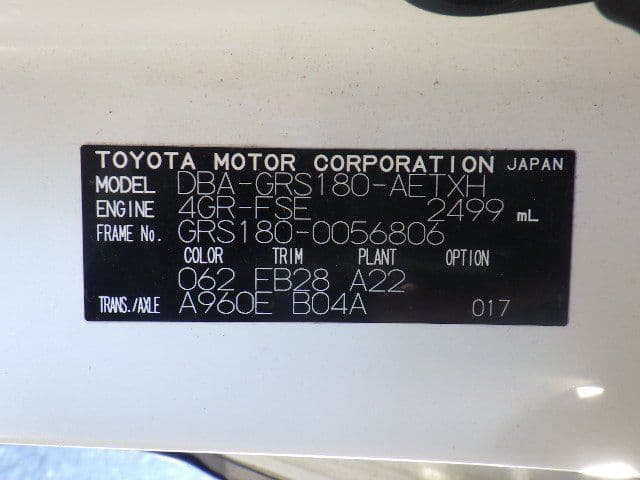 TOYOTA MOTOR CORPORATION JAPAN
MODEL DBA-GRS180-AETXH
ENGINE 4GR-FSE 2499 mL
FRAME No. GRS180-0056806
COLOR TRIM PLANT OPTION
062 FB28 A22
TRANS./AXLE A960E B04A 017